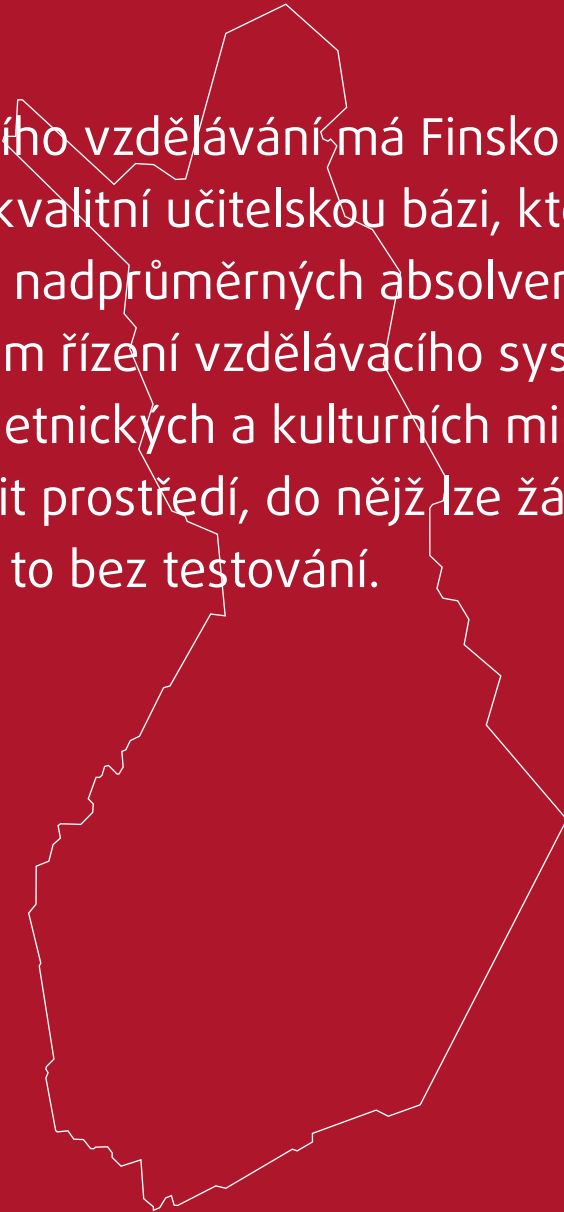 ího vzdělávání má Finsko
kvalitní učitelskou bázi, kt
nadprůměrných absolven
m řízení vzdělávacího sys
etnických a kulturních mi
it prostředí, do nějž lze žá
to bez testování.